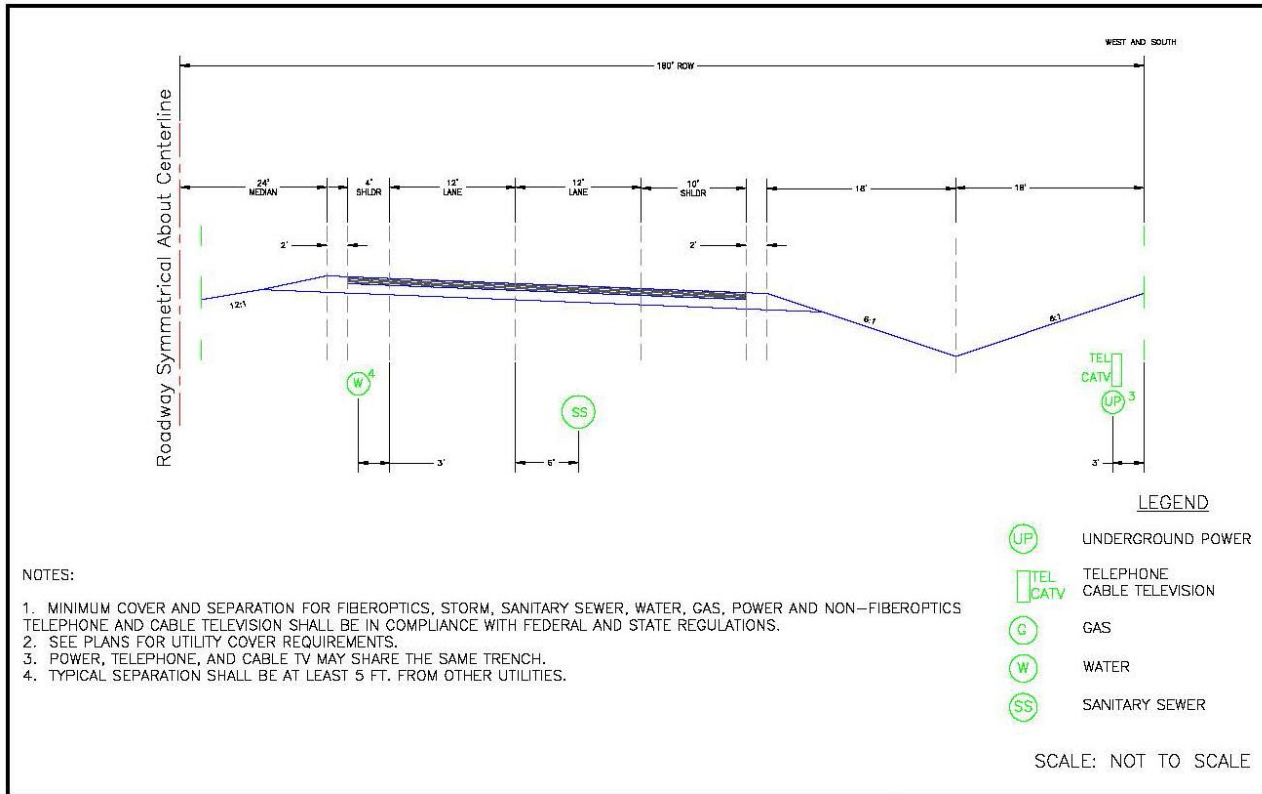 WEST AND SOUTH
180' ROW
Roadway Symmetrical About Centerline
24'
MEDIAN
4'
SHLDR
12'
LANE
12'
LANE
10'
SHLDR
18'
18'
2'
2'
12:1
6:1
6:1
W 4
SS
TEL
CATV
UP 3
3'
6'
3'
LEGEND
UP UNDERGROUND POWER
TEL TELEPHONE
CATV CABLE TELEVISION
G GAS
W WATER
SS SANITARY SEWER
NOTES:
1. MINIMUM COVER AND SEPARATION FOR FIBEROPTICS, STORM, SANITARY SEWER, WATER, GAS, POWER AND NON-FIBEROPTICS
TELEPHONE AND CABLE TELEVISION SHALL BE IN COMPLIANCE WITH FEDERAL AND STATE REGULATIONS.
2. SEE PLANS FOR UTILITY COVER REQUIREMENTS.
3. POWER, TELEPHONE, AND CABLE TV MAY SHARE THE SAME TRENCH.
4. TYPICAL SEPARATION SHALL BE AT LEAST 5 FT. FROM OTHER UTILITIES.
SCALE: NOT TO SCALE